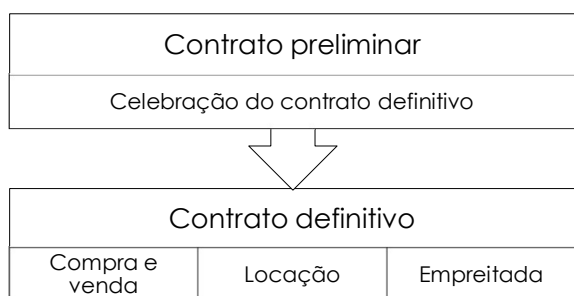 Contrato preliminar
Celebração do contrato definitivo
Contrato definitivo
Compra e
venda
Locação
Empreitada